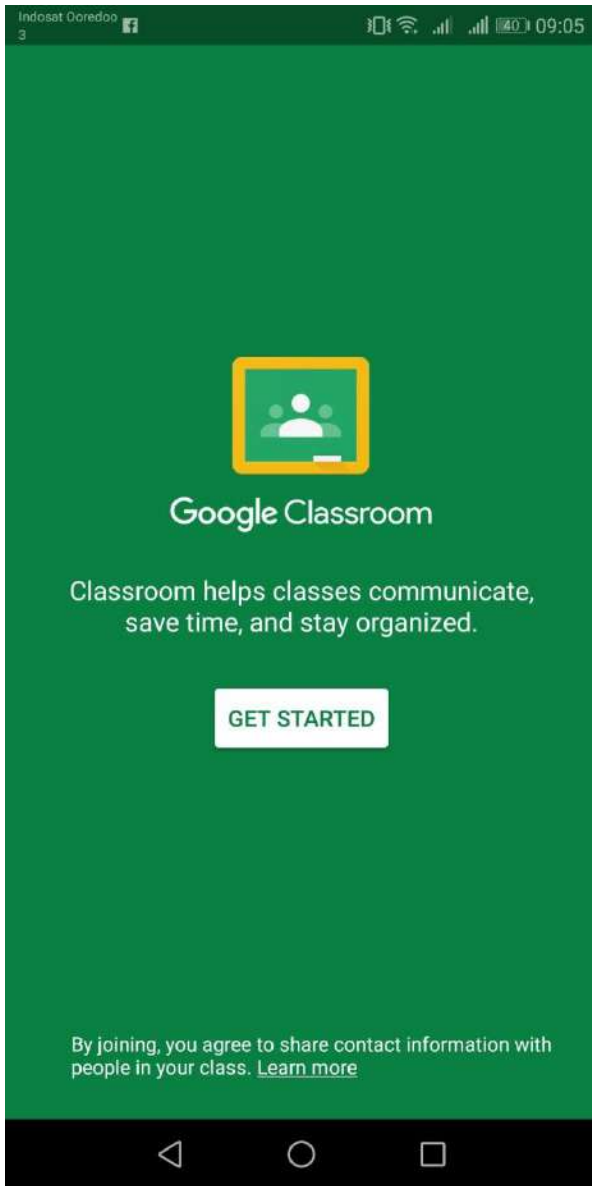 Indosat Ooredoo
3
40 09:05
Google Classroom
Classroom helps classes communicate,
save time, and stay organized.
GET STARTED
By joining, you agree to share contact information with
people in your class. Learn more